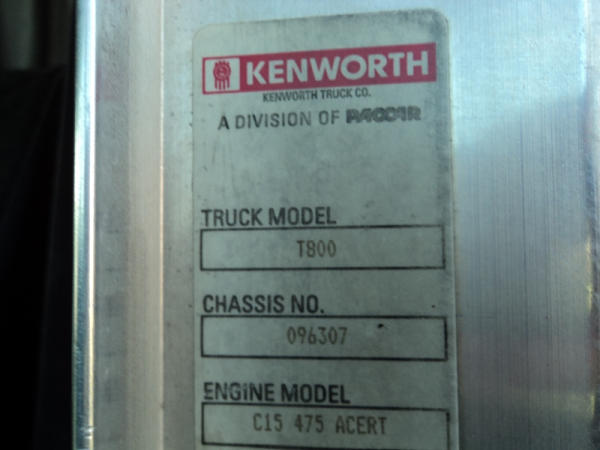 KENWORTH
KENWORTH TRUCK CO.
A DIVISION OF PACCAR
TRUCK MODEL
T800
CHASSIS NO.
096307
ENGINE MODEL
C15 475 ACERT